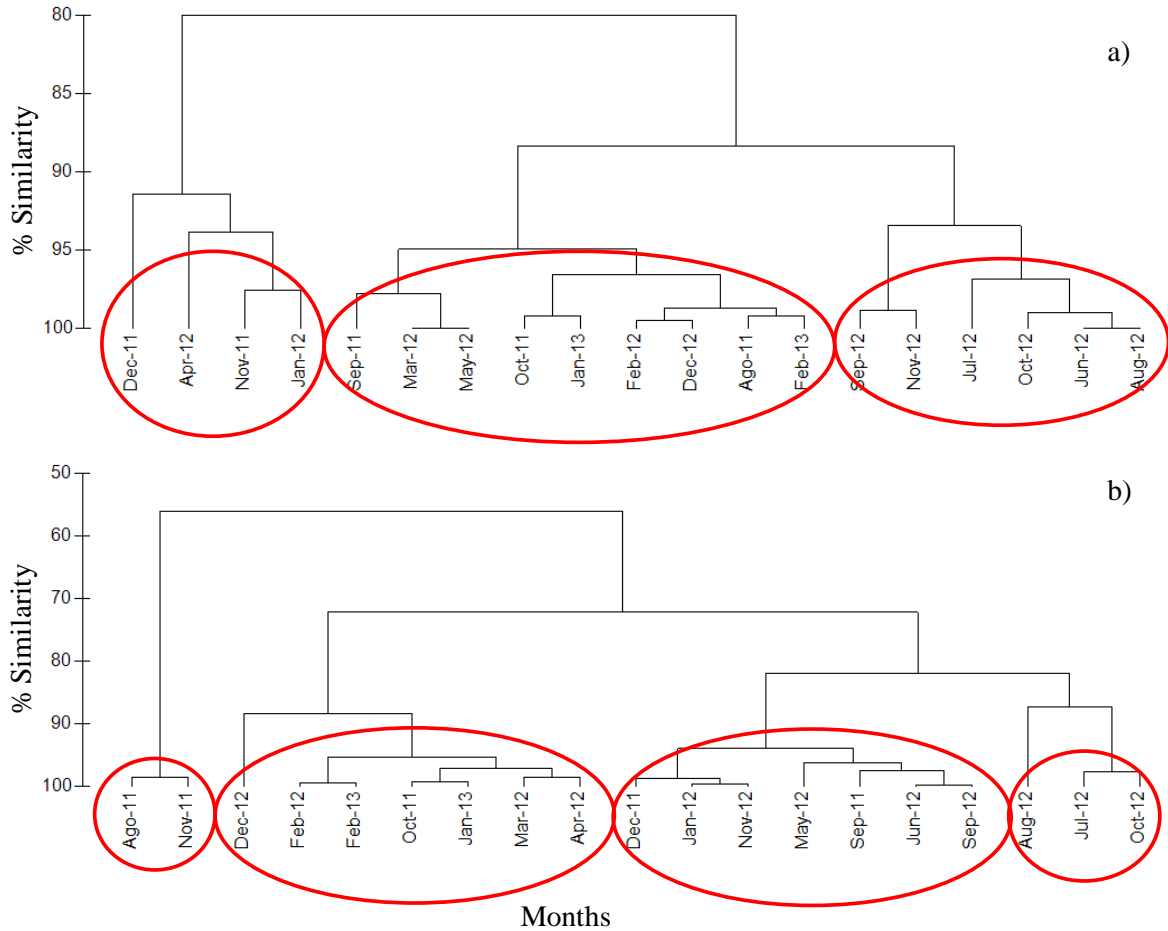 80
a)
85
90
95
100
% Similarity
Dec-11
Apr-12
Nov-11
Jan-12
Sep-11
Mar-12
May-12
Oct-11
Jan-13
Feb-12
Dec-12
Ago-11
Feb-13
Sep-12
Nov-12
Jul-12
Oct-12
Jun-12
Aug-12
50
b)
60
70
80
90
100
% Similarity
Ago-11
Nov-11
Dec-12
Feb-12
Feb-13
Oct-11
Jan-13
Mar-12
Apr-12
Dec-11
Jan-12
Nov-12
May-12
Sep-11
Jun-12
Sep-12
Aug-12
Jul-12
Oct-12
Months